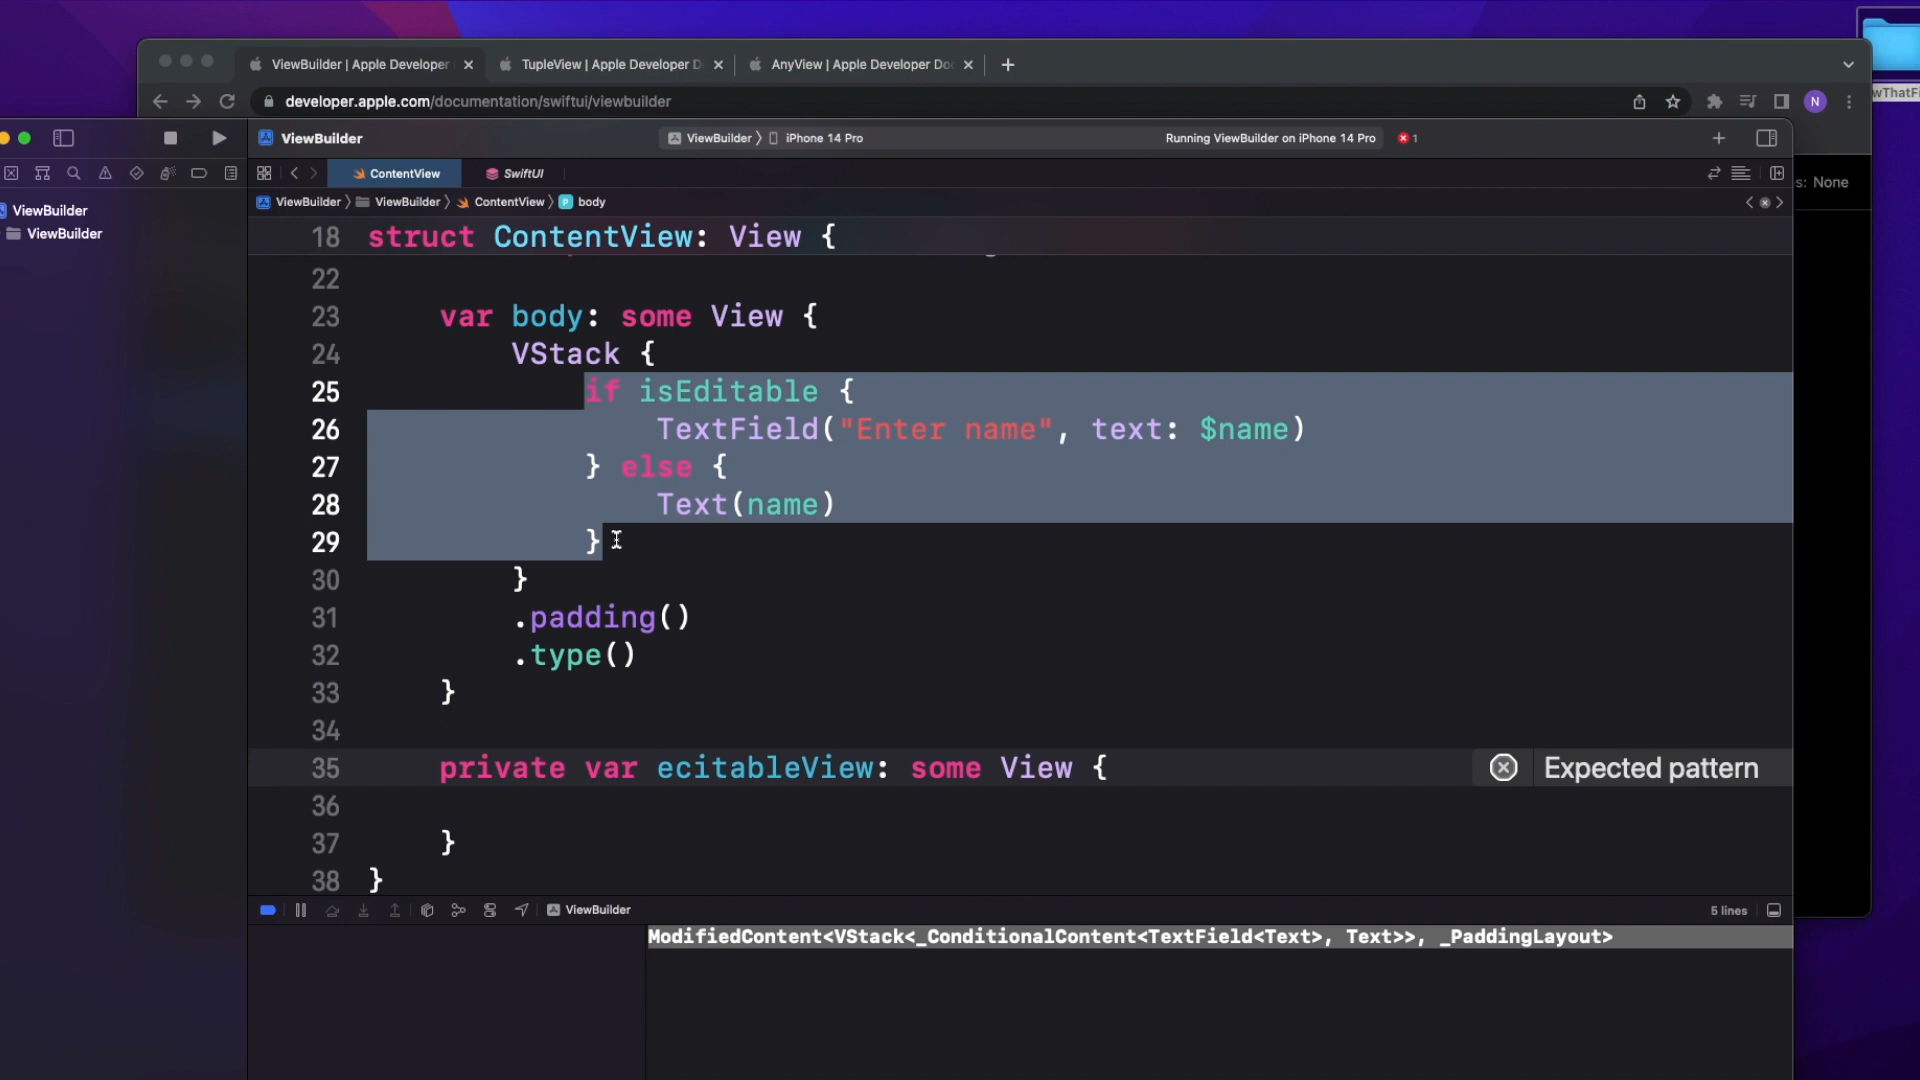 ViewBuilder | Apple Developer
TupleView | Apple Developer D
AnyView | Apple Developer Doc
developer.apple.com/documentation/swiftui/viewbuilder
N
wThatFi
ViewBuilder
ViewBuilder
iPhone 14 Pro
Running ViewBuilder on iPhone 14 Pro
1
s: None
ContentView
SwiftUI
ViewBuilder
ViewBuilder
ViewBuilder
ContentView
body
ViewBuilder
18 struct ContentView: View {
22
23 var body: some View {
24 VStack {
25 if isEditable {
26 TextField("Enter name", text: $name)
27 } else {
28 Text(name)
29 }
30 }
31 .padding()
32 .type()
33 }
34
35 private var ecitableView: some View {
Expected pattern
36
37 }
38 }
ViewBuilder
5 lines
ModifiedContent<VStack<_ConditionalContent<TextField<Text>, Text>>, _PaddingLayout>